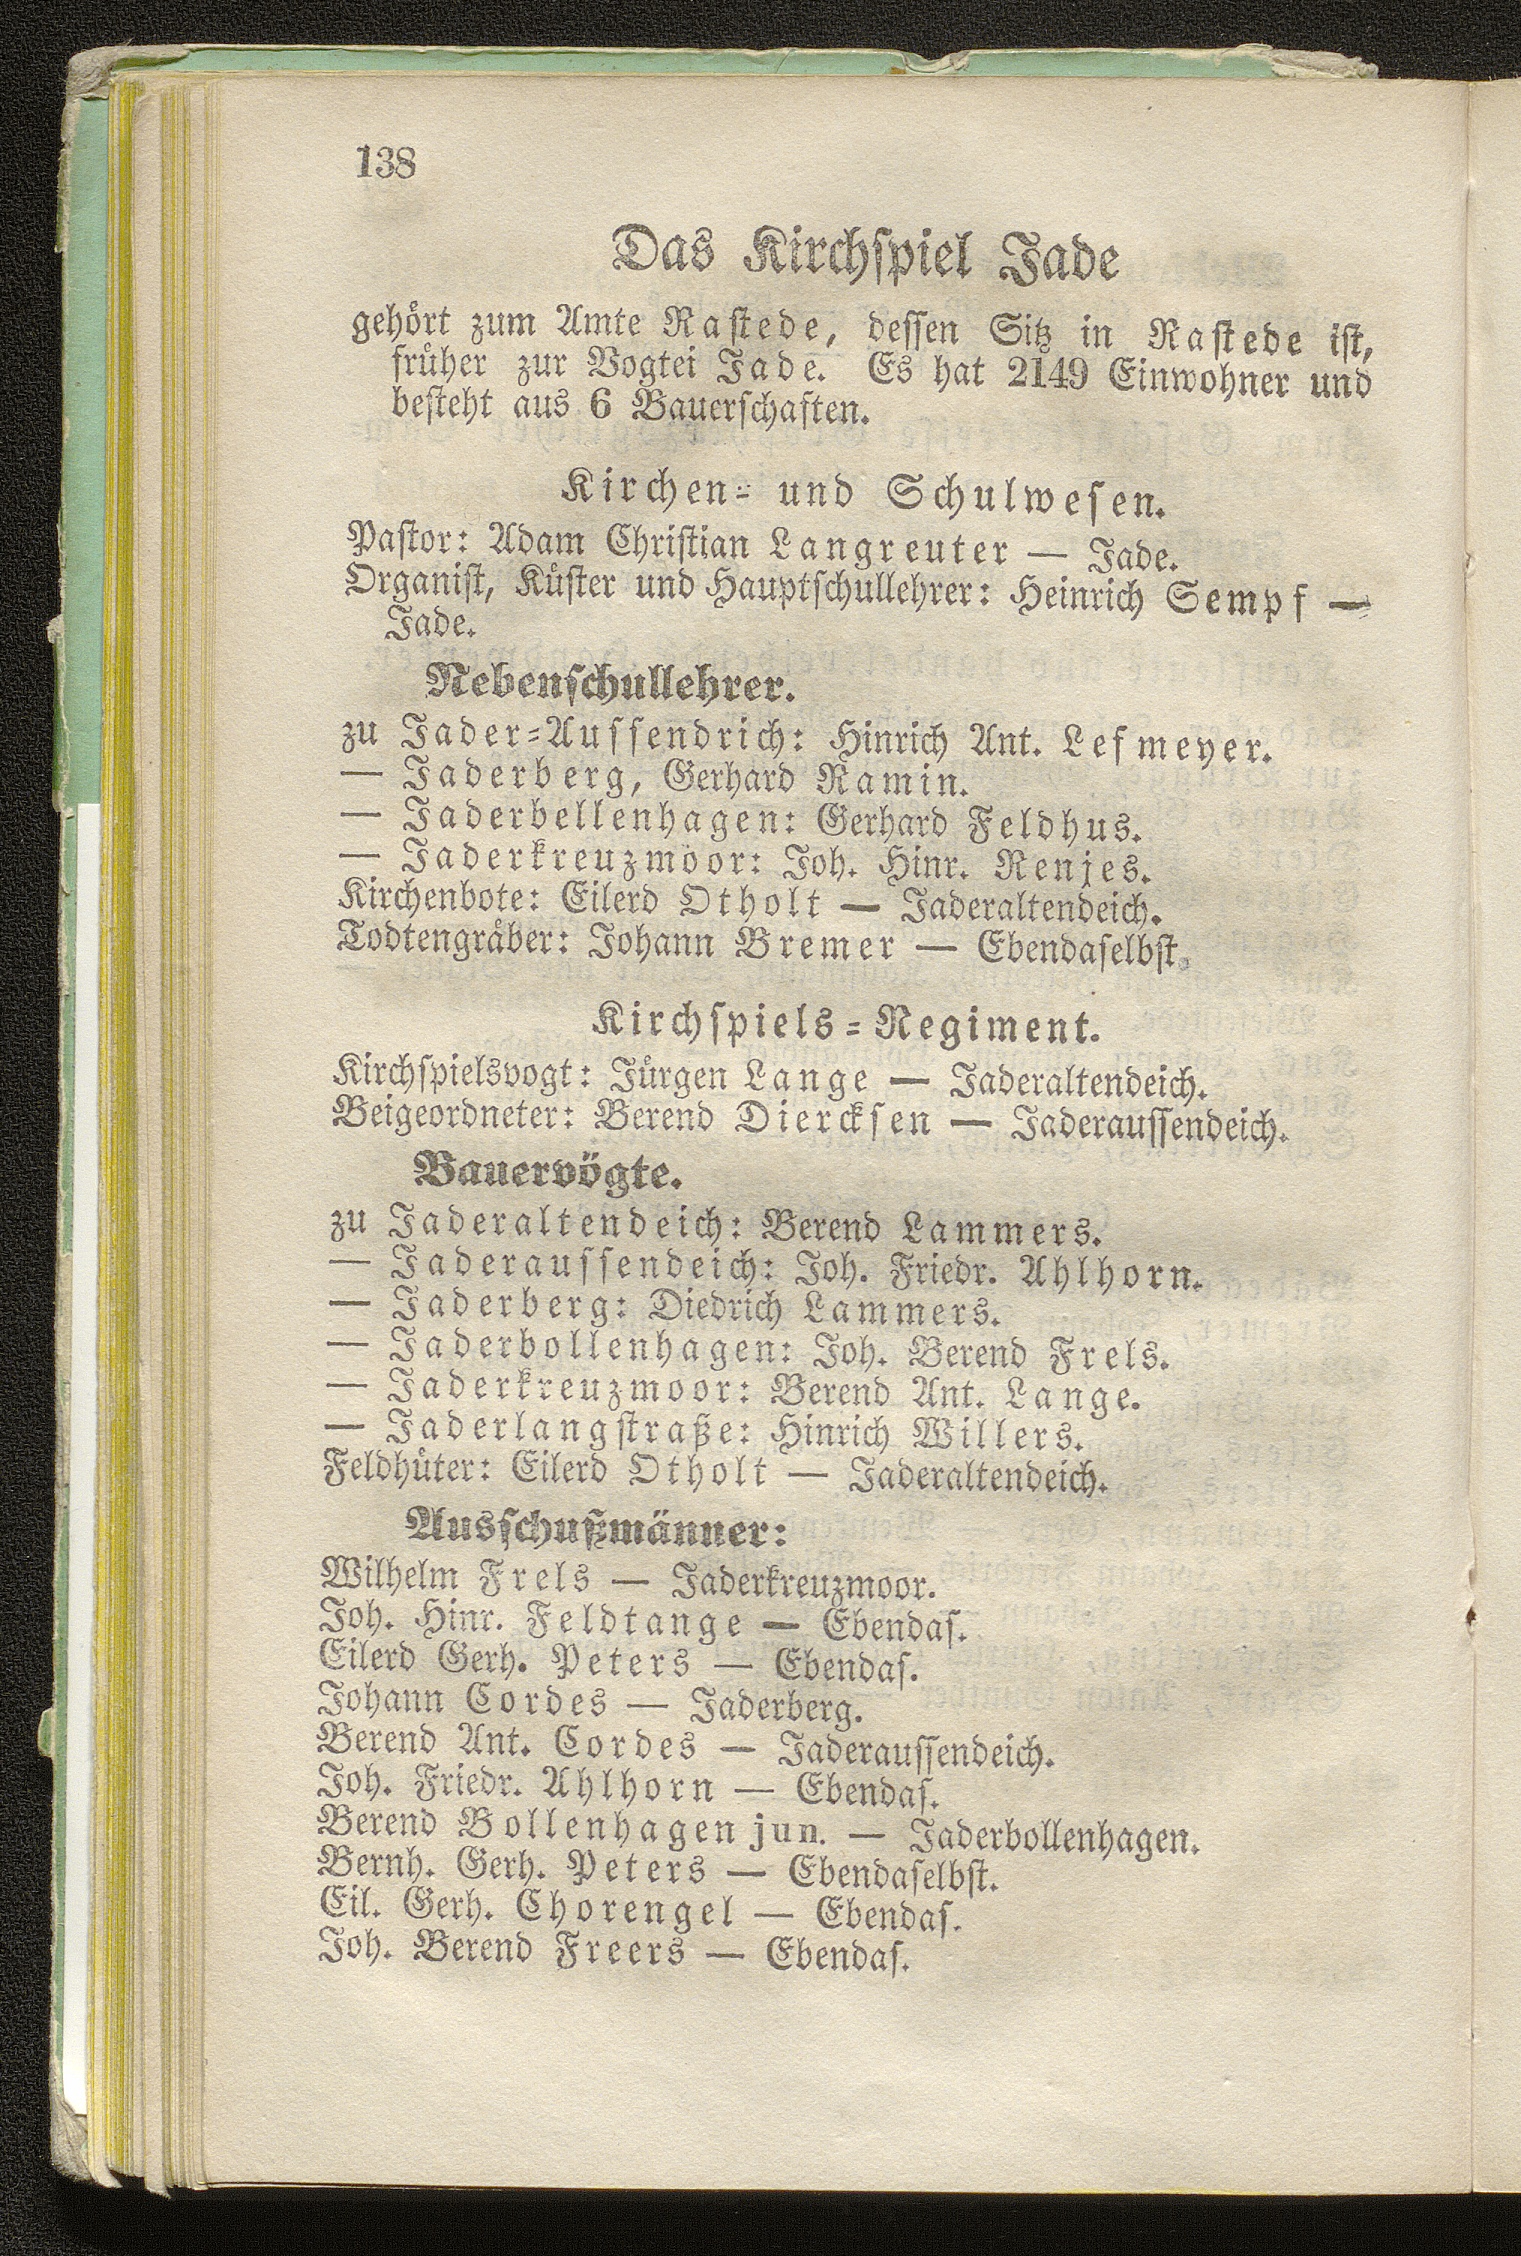 138
Das Kirchspiel Jade
gehört zum Amte Rastede, dessen Sitz in Rastede ist,
früher zur Vogtei Jade. Es hat 2149 Einwohner und
besteht aus 6 Bauerschaften.
Kirchen- und Schulwesen.
Pastor: Adam Christian Langreuter — Jade.
Organist, Küster und Hauptschullehrer: Heinrich Sempf —
Jade.
Nebenschullehrer.
zu Jader-Aussendrich: Hinrich Ant. Lefmeyer.
— Jaderberg, Gerhard Ramin.
— Jaderbellenhagen: Gerhard Feldhus.
— Jaderkreuzmoor: Joh. Hinr. Renjes.
Kirchenbote: Eilerd Otholt — Jaderaltendeich.
Todtengräber: Johann Bremer — Ebendaselbst.
Kirchspiels-Regiment.
Kirchspielsvogt: Jürgen Lange — Jaderaltendeich.
Beigeordneter: Berend Diercksen — Jaderaussendeich.
Bauervögte.
zu Jaderaltendeich: Berend Lammers.
— Jaderaussendeich: Joh. Friedr. Ahlhorn.
— Jaderberg: Diedrich Lammers.
— Jaderbollenhagen: Joh. Berend Frels.
— Jaderkreuzmoor: Berend Ant. Lange.
— Jaderlangstraße: Hinrich Willers.
Feldhüter: Eilerd Otholt — Jaderaltendeich.
Ausschußmänner:
Wilhelm Frels — Jaderkreuzmoor.
Joh. Hinr. Feldtange — Ebendas.
Eilerd Gerh. Peters — Ebendas.
Johann Cordes — Jaderberg.
Berend Ant. Cordes — Jaderaussendeich.
Joh. Friedr. Ahlhorn — Ebendas.
Berend Bollenhagen jun. — Jaderbollenhagen.
Bernh. Gerh. Peters — Ebendaselbst.
Eil. Gerh. Chorengel — Ebendas.
Joh. Berend Freers — Ebendas.